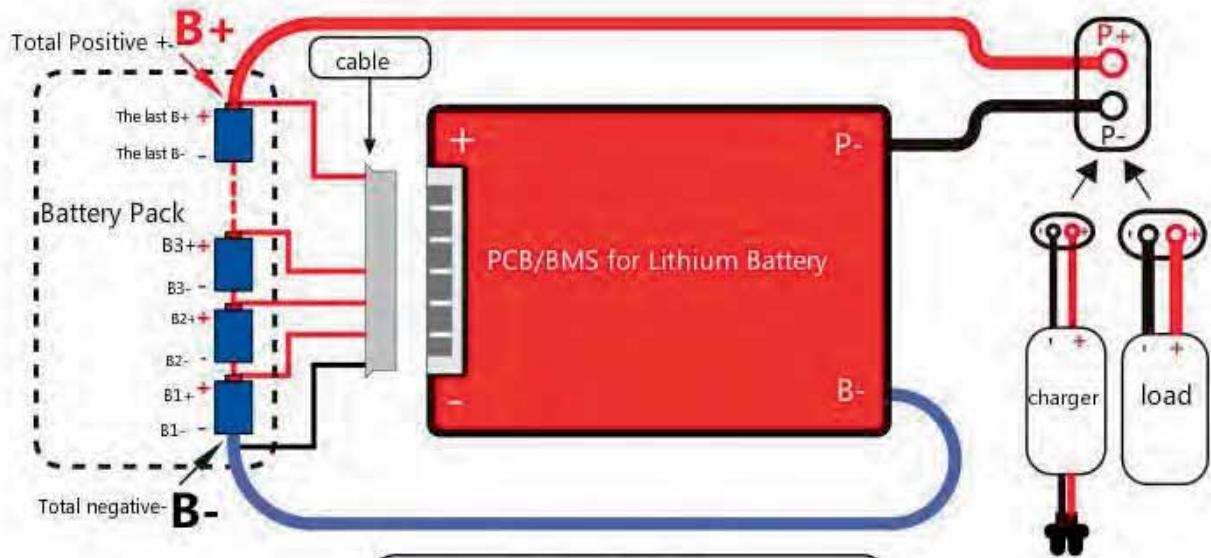 Total Positive +
B+
cable
P+
P-
The last B+ +
The last B- -
+
P-
Battery Pack
B3+ +
B3- -
PCB/BMS for Lithium Battery
- +
- +
B2+ +
B2- -
B1+ +
B1- -
-
B-
- +
charger
- +
load
Total negative-
B-